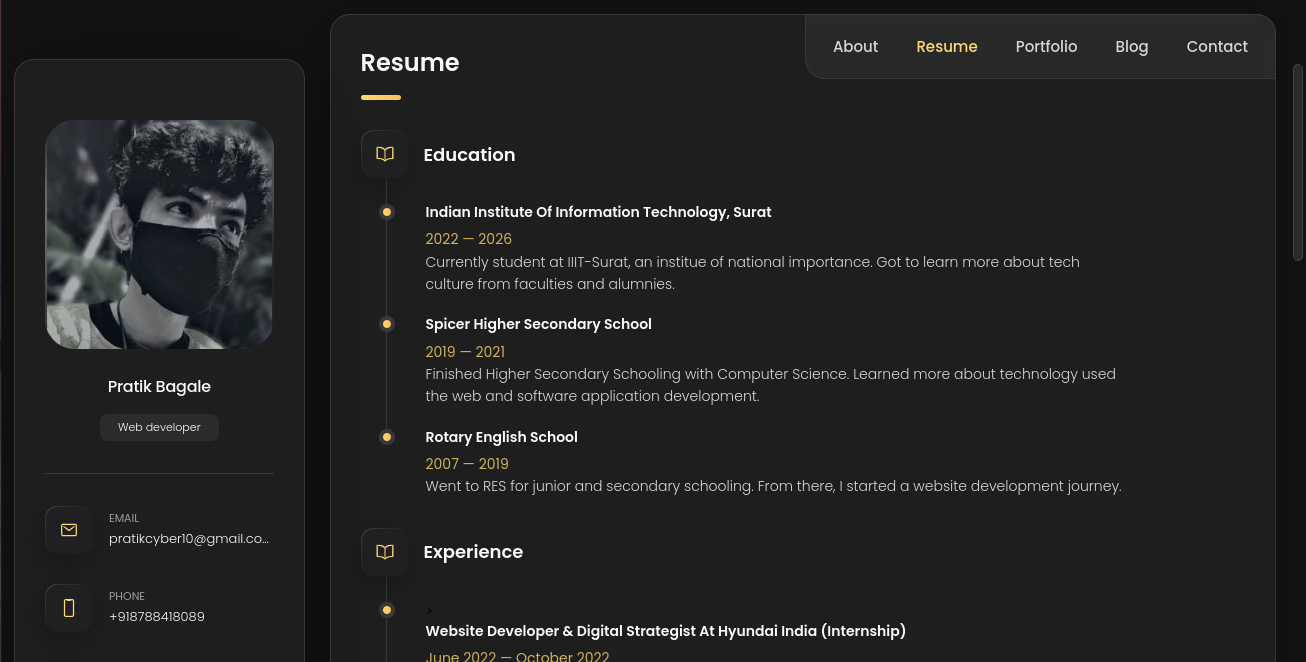 About
Resume
Portfolio
Blog
Contact
Resume
Education
Indian Institute Of Information Technology, Surat
2022 — 2026
Currently student at IIIT-Surat, an institue of national importance. Got to learn more about tech
culture from faculties and alumnies.
Spicer Higher Secondary School
2019 — 2021
Finished Higher Secondary Schooling with Computer Science. Learned more about technology used
the web and software application development.
Rotary English School
2007 — 2019
Went to RES for junior and secondary schooling. From there, I started a website development journey.
Experience
>
Website Developer & Digital Strategist At Hyundai India (Internship)
June 2022 — October 2022
Pratik Bagale
Web developer
EMAIL
pratikcyber10@gmail.co...
PHONE
+918788418089